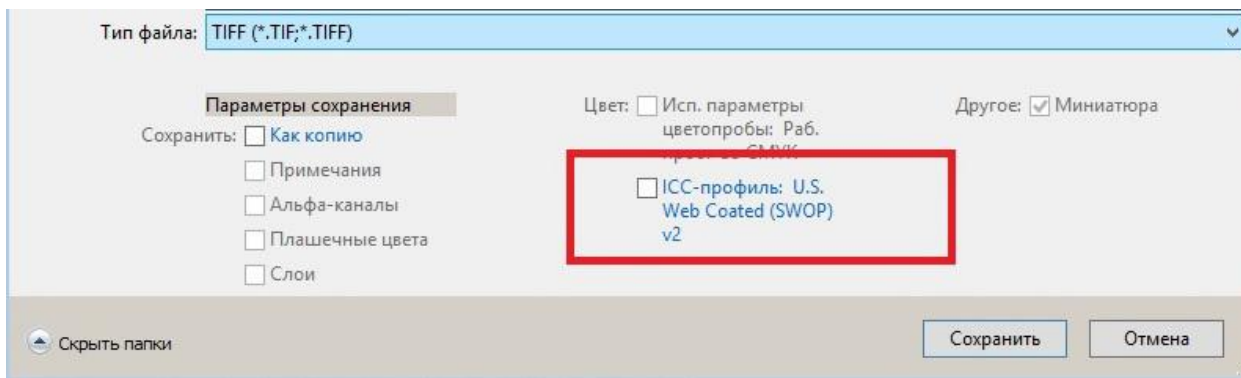 Тип файла: TIFF (*.TIF;*.TIFF)
Параметры сохранения
Сохранить: Как копию
Примечания
Альфа-каналы
Плашечные цвета
Слои
Цвет: Исп. параметры
цветопробы: Раб.
CMYK
ICC-профиль: U.S.
Web Coated (SWOP)
v2
Другое: Миниатюра
Скрыть папки
Сохранить
Отмена